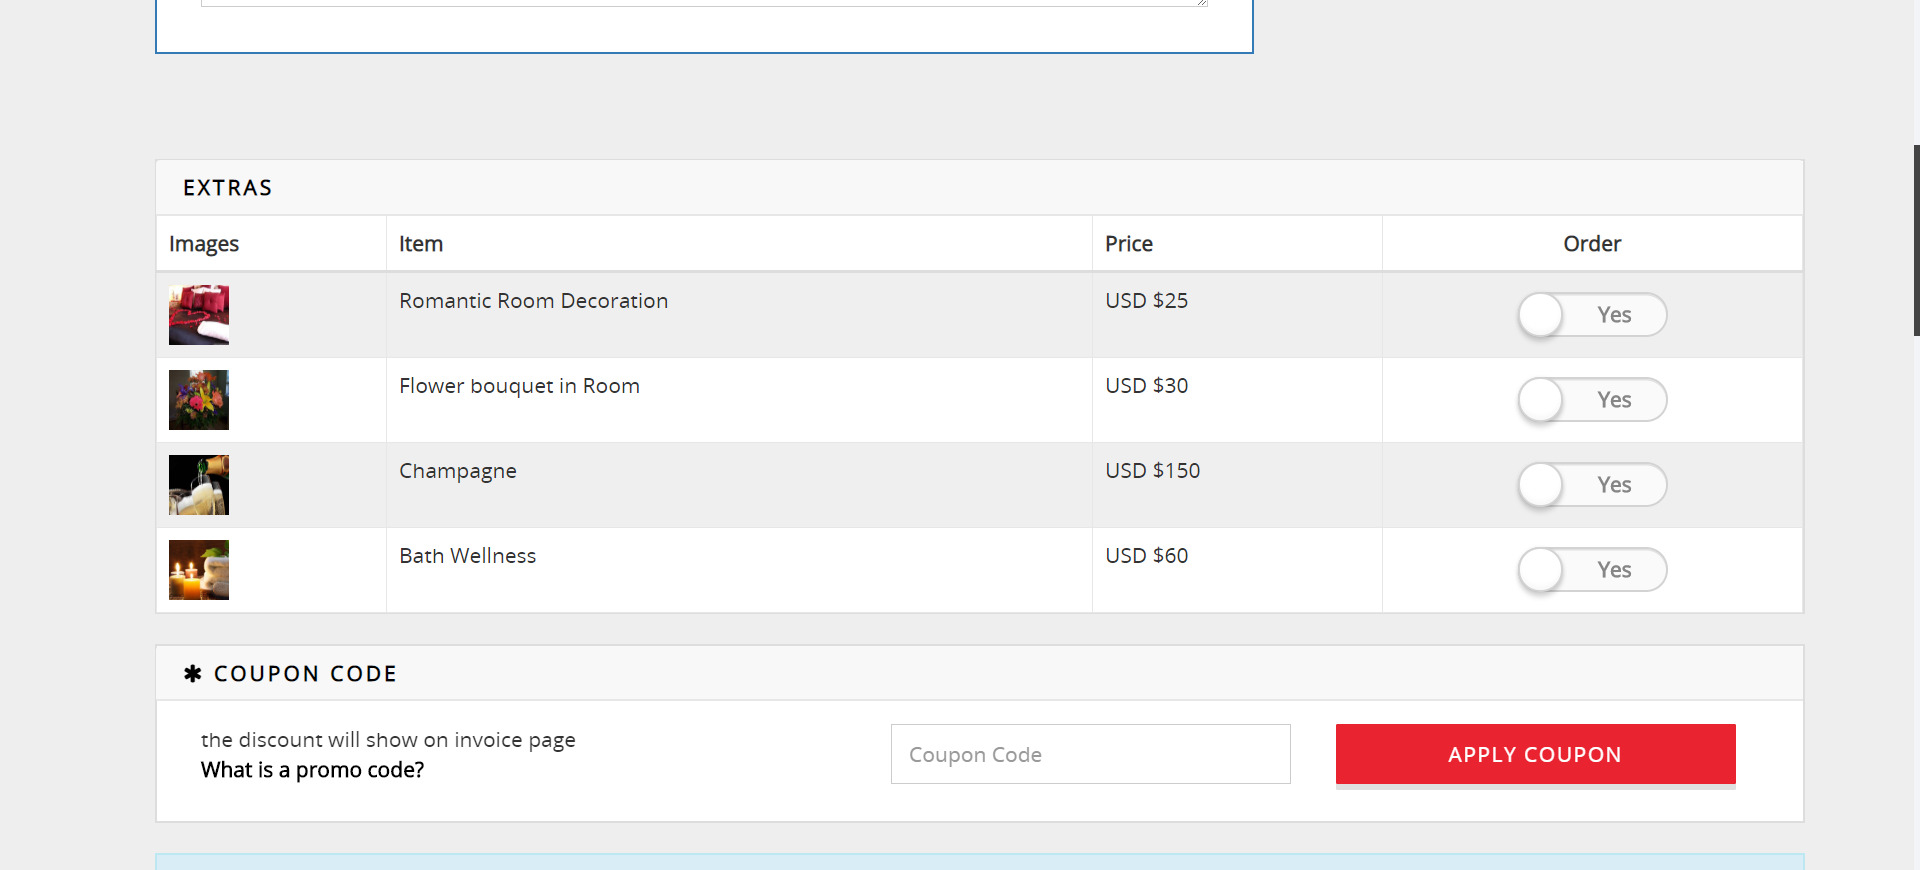 EXTRAS
Images Item Price Order
Romantic Room Decoration USD $25 Yes
Flower bouquet in Room USD $30 Yes
Champagne USD $150 Yes
Bath Wellness USD $60 Yes
✱ COUPON CODE
the discount will show on invoice page
What is a promo code?
Coupon Code
APPLY COUPON